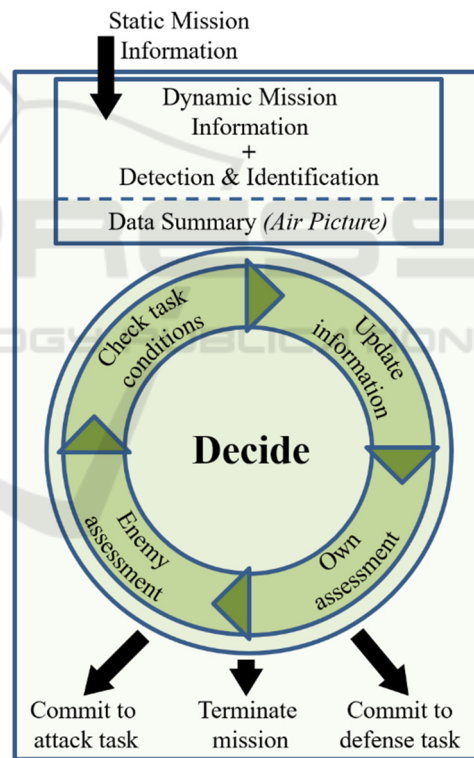 Static Mission
Information
Dynamic Mission
Information
+
Detection & Identification
Data Summary (Air Picture)
Check task
conditions
Update
information
Decide
Enemy
assessment
Own
assessment
Commit to
attack task
Terminate
mission
Commit to
defense task